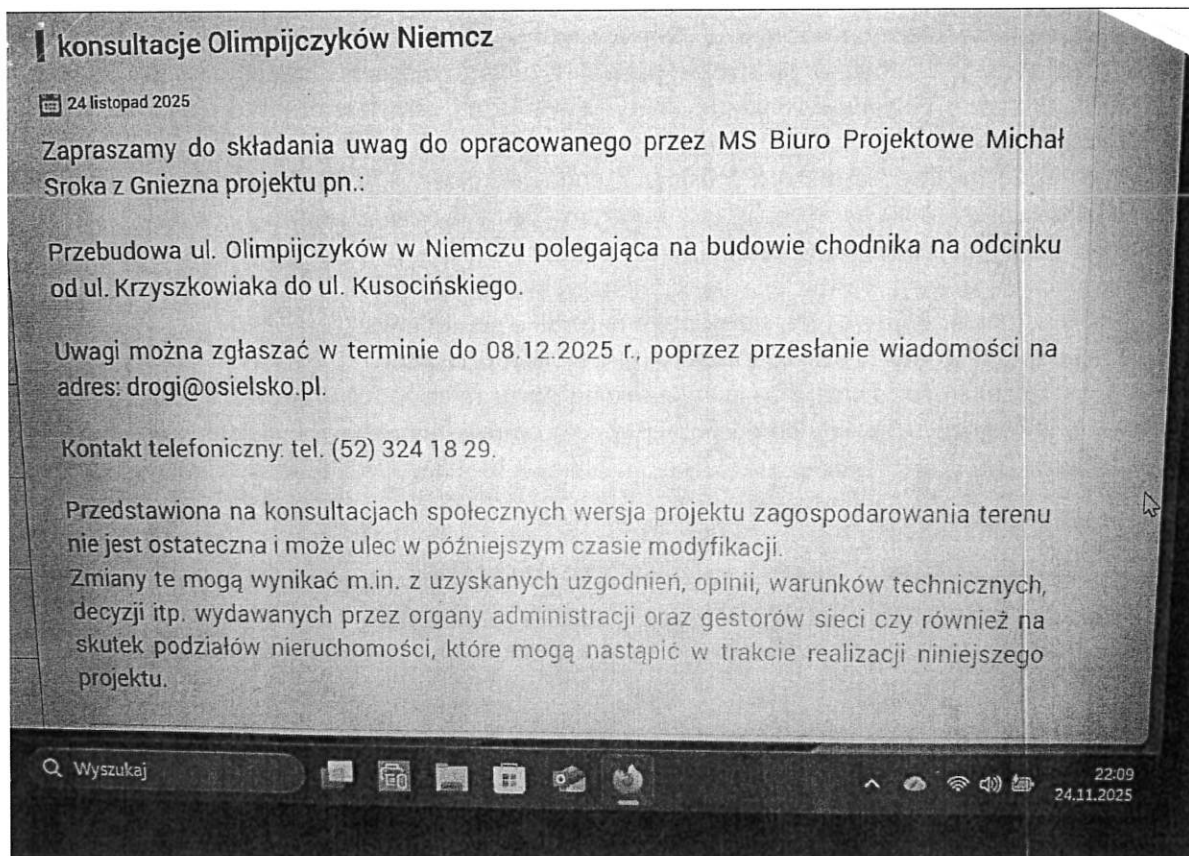 konsultacje Olimpijczyków Niemcz
24 listopad 2025
Zapraszamy do składania uwag do opracowanego przez MS Biuro Projektowe Michał
Sroka z Gniezna projektu pn.:
Przebudowa ul. Olimpijczyków w Niemczu polegająca na budowie chodnika na odcinku
od ul. Krzyszkowiaka do ul. Kusocińskiego.
Uwagi można zgłaszać w terminie do 08.12.2025 r., poprzez przesłanie wiadomości na
adres: drogi@osielsko.pl.
Kontakt telefoniczny: tel. (52) 324 18 29.
Przedstawiona na konsultacjach społecznych wersja projektu zagospodarowania terenu
nie jest ostateczna i może ulec w późniejszym czasie modyfikacji.
Zmiany te mogą wynikać m.in. z uzyskanych uzgodnień, opinii, warunków technicznych,
decyzji itp. wydawanych przez organy administracji oraz gestorów sieci czy również na
skutek podziałów nieruchomości, które mogą nastąpić w trakcie realizacji niniejszego
projektu.
Wyszukaj
22:09
24.11.2025